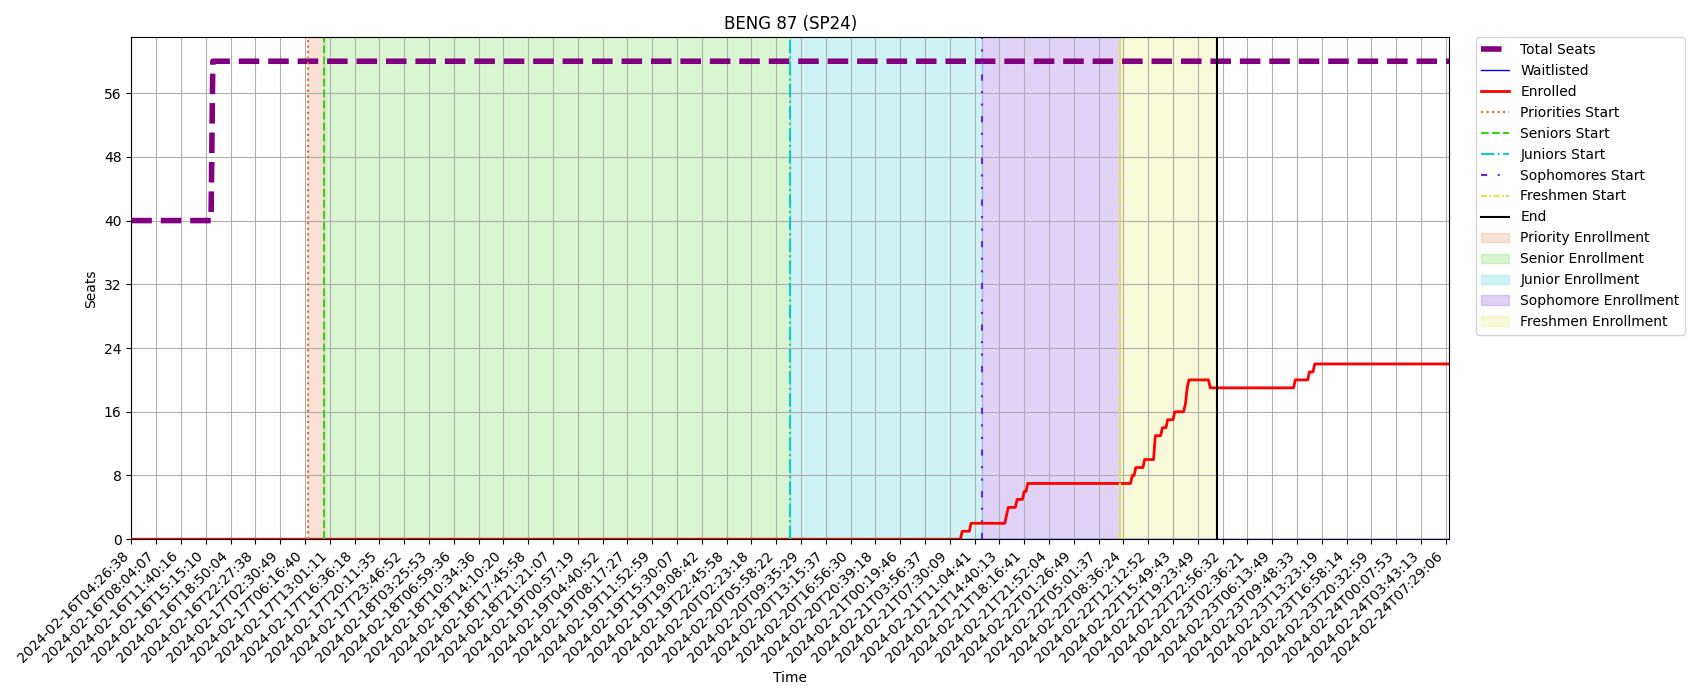 BENG 87 (SP24)
Total Seats
Waitlisted
Enrolled
Priorities Start
Seniors Start
Juniors Start
Sophomores Start
Freshmen Start
End
Priority Enrollment
Senior Enrollment
Junior Enrollment
Sophomore Enrollment
Freshmen Enrollment
Seats
56
48
40
32
24
16
8
0
2024-02-16T04:26:38
2024-02-16T08:04:07
2024-02-16T11:40:16
2024-02-16T15:15:10
2024-02-16T18:50:04
2024-02-16T22:27:38
2024-02-17T02:30:49
2024-02-17T06:16:40
2024-02-17T13:01:11
2024-02-17T16:36:18
2024-02-17T20:11:35
2024-02-17T23:46:52
2024-02-18T03:25:53
2024-02-18T06:59:36
2024-02-18T10:34:36
2024-02-18T14:10:20
2024-02-18T17:45:58
2024-02-18T21:21:07
2024-02-19T00:57:19
2024-02-19T04:40:52
2024-02-19T08:17:27
2024-02-19T11:52:59
2024-02-19T15:30:07
2024-02-19T19:08:42
2024-02-19T22:45:58
2024-02-20T02:23:18
2024-02-20T05:58:22
2024-02-20T09:35:29
2024-02-20T13:15:37
2024-02-20T16:56:30
2024-02-20T20:39:18
2024-02-21T00:19:46
2024-02-21T03:56:37
2024-02-21T07:30:09
2024-02-21T11:04:41
2024-02-21T14:40:13
2024-02-21T18:16:41
2024-02-21T21:52:04
2024-02-22T01:26:49
2024-02-22T05:01:37
2024-02-22T08:36:24
2024-02-22T12:12:52
2024-02-22T15:49:43
2024-02-22T19:23:49
2024-02-22T22:56:32
2024-02-23T02:36:21
2024-02-23T06:13:49
2024-02-23T09:48:33
2024-02-23T13:23:19
2024-02-23T16:58:14
2024-02-23T20:32:59
2024-02-24T00:07:53
2024-02-24T03:43:13
2024-02-24T07:29:06
Time